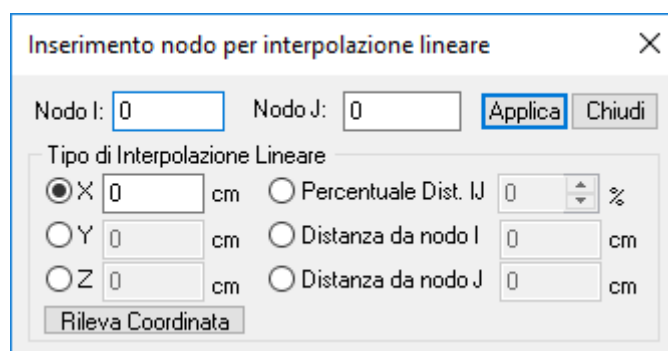 Inserimento nodo per interpolazione lineare
Nodo I: 0 Nodo J: 0 Applica Chiudi
Tipo di Interpolazione Lineare
X 0 cm Percentuale Dist. IJ 0 %
Y 0 cm Distanza da nodo I 0 cm
Z 0 cm Distanza da nodo J 0 cm
Rileva Coordinata